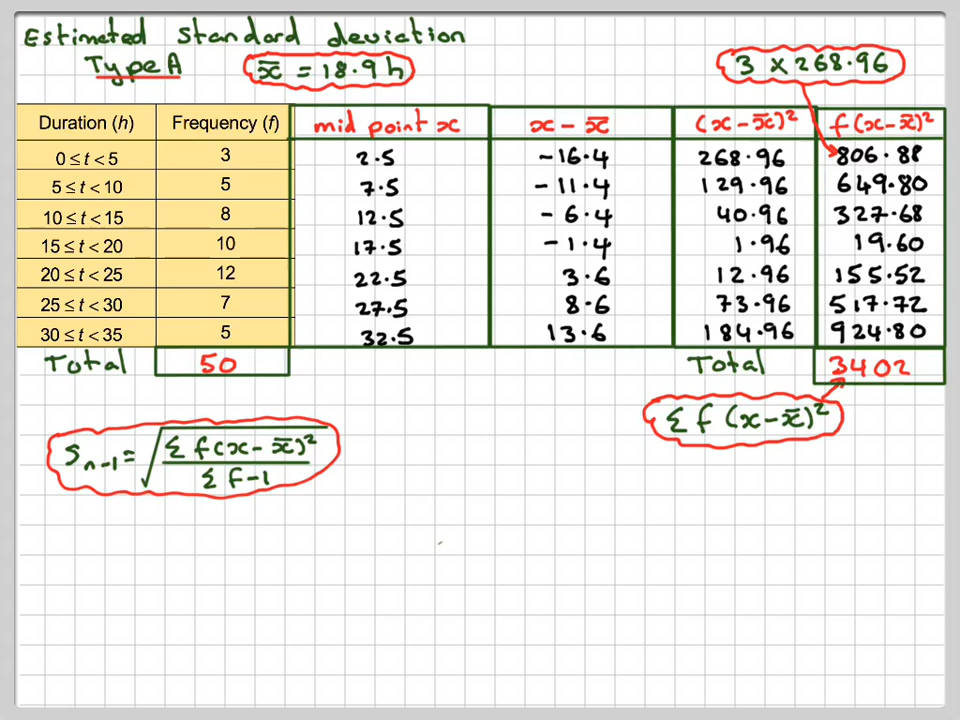 Estimated standard deviation
Type A x̄ = 18.9 h 3 × 268.96
Duration (h) Frequency (f) mid point x x − x̄ (x − x̄)² f(x − x̄)²
0 ≤ t < 5 3 2.5 −16.4 268.96 806.88
5 ≤ t < 10 5 7.5 −11.4 129.96 649.80
10 ≤ t < 15 8 12.5 −6.4 40.96 327.68
15 ≤ t < 20 10 17.5 −1.4 1.96 19.60
20 ≤ t < 25 12 22.5 3.6 12.96 155.52
25 ≤ t < 30 7 27.5 8.6 73.96 517.72
30 ≤ t < 35 5 32.5 13.6 184.96 924.80
Total 50 Total 3402
Σ f (x − x̄)²
Sₙ₋₁ = √(Σ f(x − x̄)² / Σ f − 1)